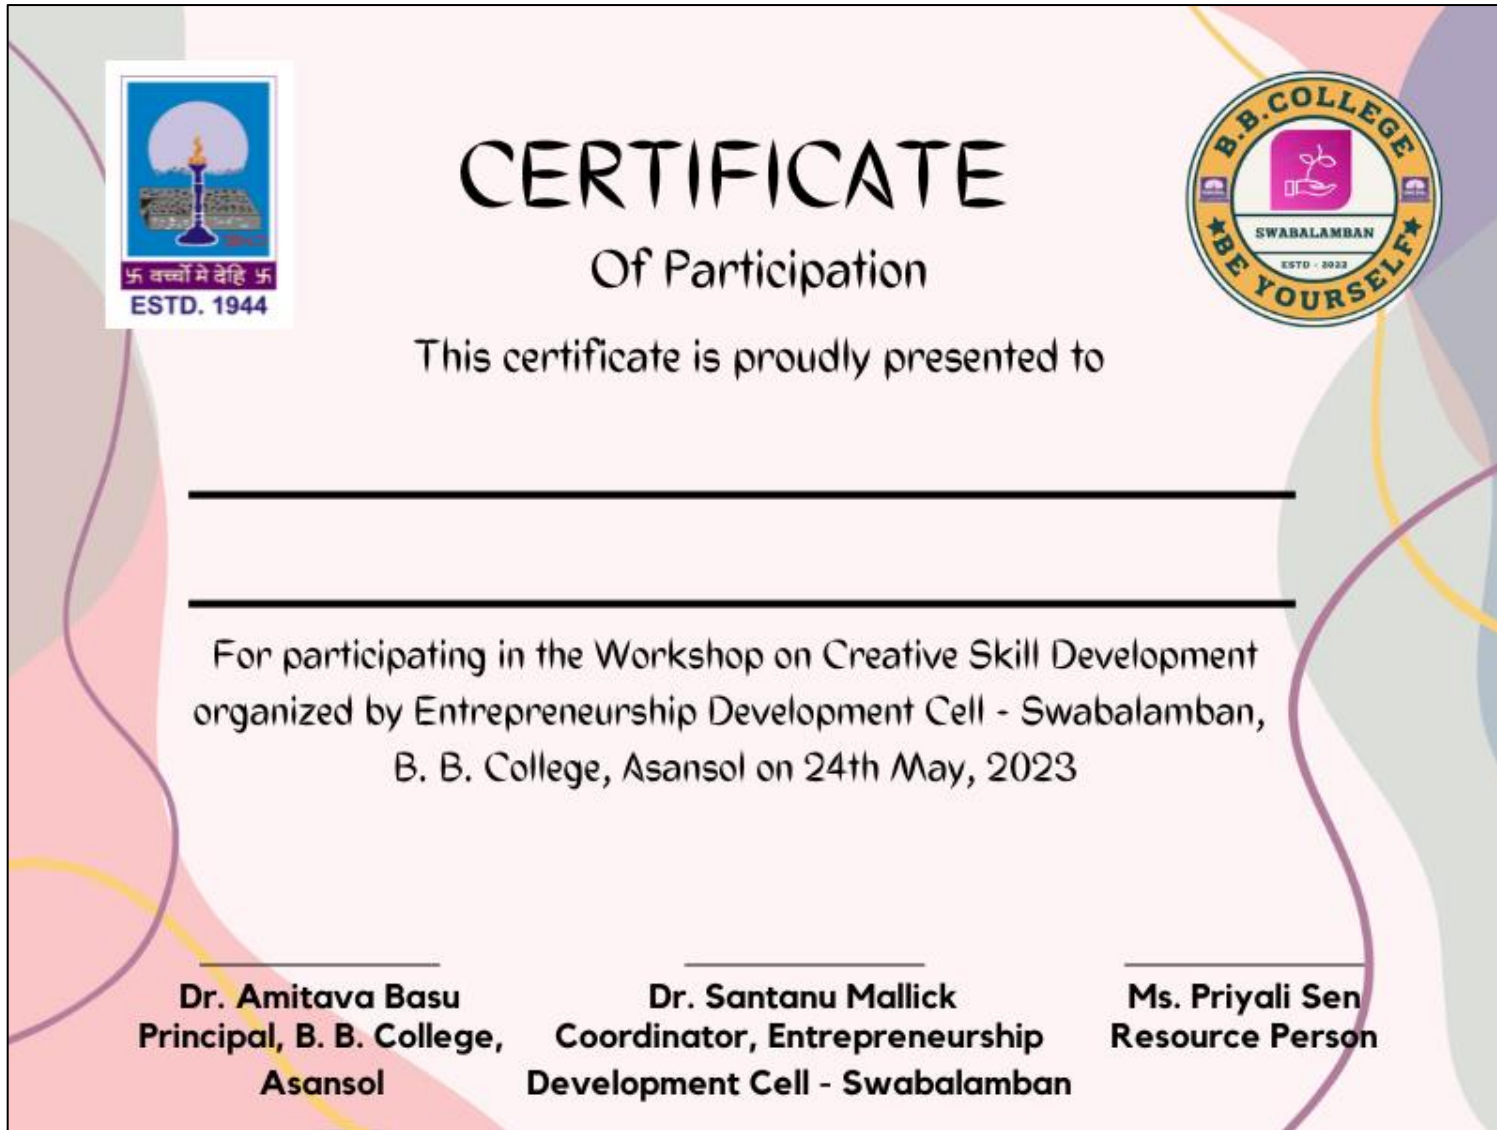 卐 वर्च्चो मे देहि 卐
ESTD. 1944
B.B.COLLEGE
SWABALAMBAN
ESTD - 2022
BE YOURSELF
CERTIFICATE
Of Participation
This certificate is proudly presented to
For participating in the Workshop on Creative Skill Development
organized by Entrepreneurship Development Cell - Swabalamban,
B. B. College, Asansol on 24th May, 2023
Dr. Amitava Basu
Principal, B. B. College,
Asansol
Dr. Santanu Mallick
Coordinator, Entrepreneurship
Development Cell - Swabalamban
Ms. Priyali Sen
Resource Person